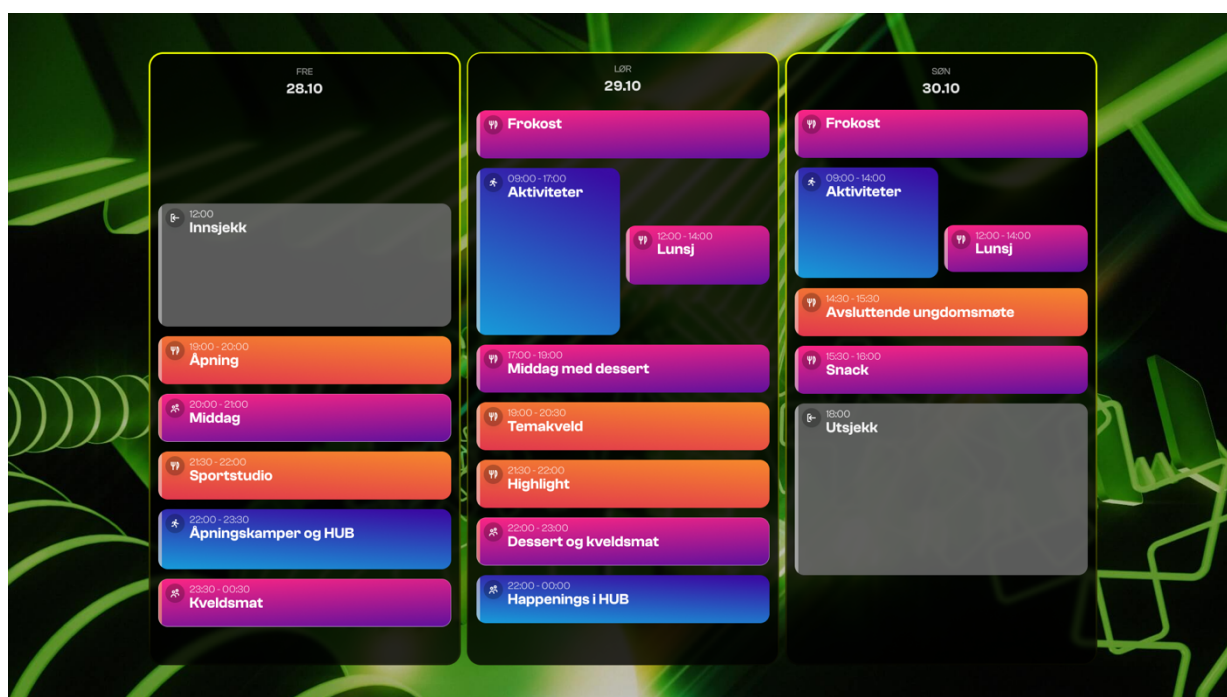 FRE
28.10
12:00
Innsjekk
19:00 - 20:00
Åpning
20:00 - 21:00
Middag
21:30 - 22:00
Sportstudio
22:00 - 23:30
Åpningskamper og HUB
23:30 - 00:30
Kveldsmat
LØR
29.10
Frokost
09:00 - 17:00
Aktiviteter
12:00 - 14:00
Lunsj
17:00 - 19:00
Middag med dessert
19:00 - 20:30
Temakveld
21:30 - 22:00
Highlight
22:00 - 23:00
Dessert og kveldsmat
22:00 - 00:00
Happenings i HUB
SØN
30.10
Frokost
09:00 - 14:00
Aktiviteter
12:00 - 14:00
Lunsj
14:30 - 15:30
Avsluttende ungdomsmøte
15:30 - 16:00
Snack
18:00
Utsjekk